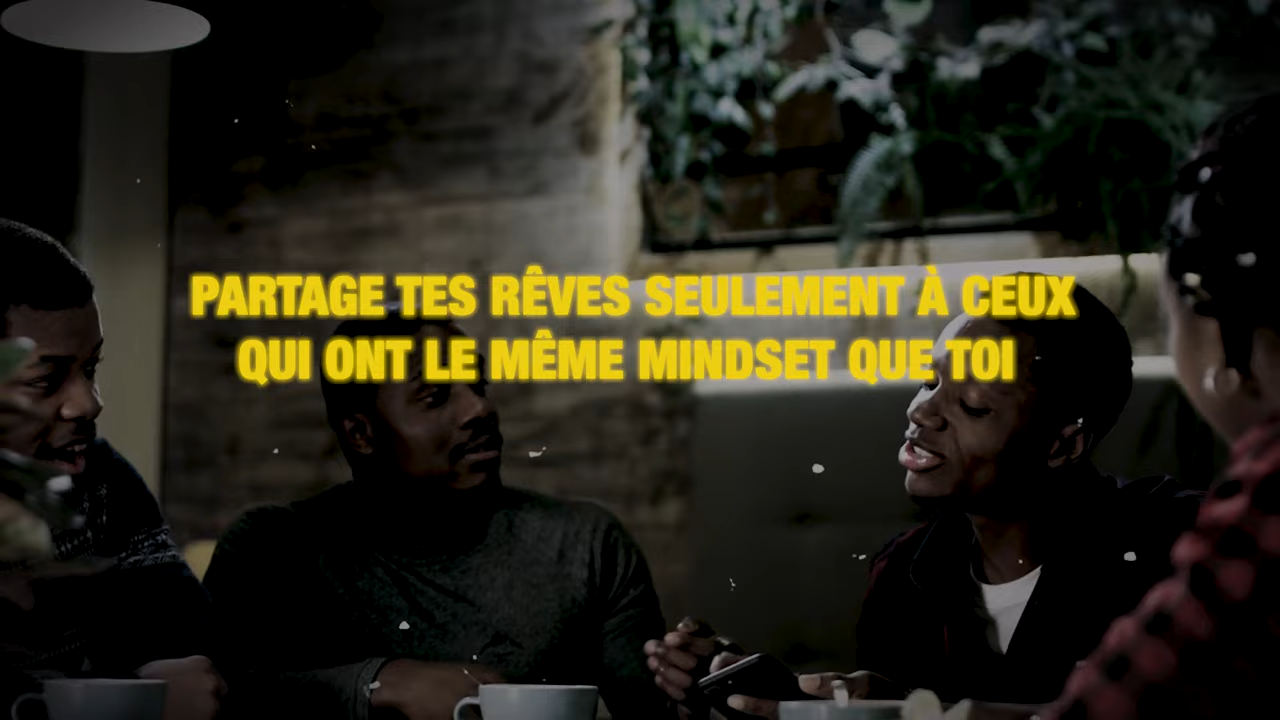 PARTAGE TES RÊVES SEULEMENT À CEUX
QUI ONT LE MÊME MINDSET QUE TOI